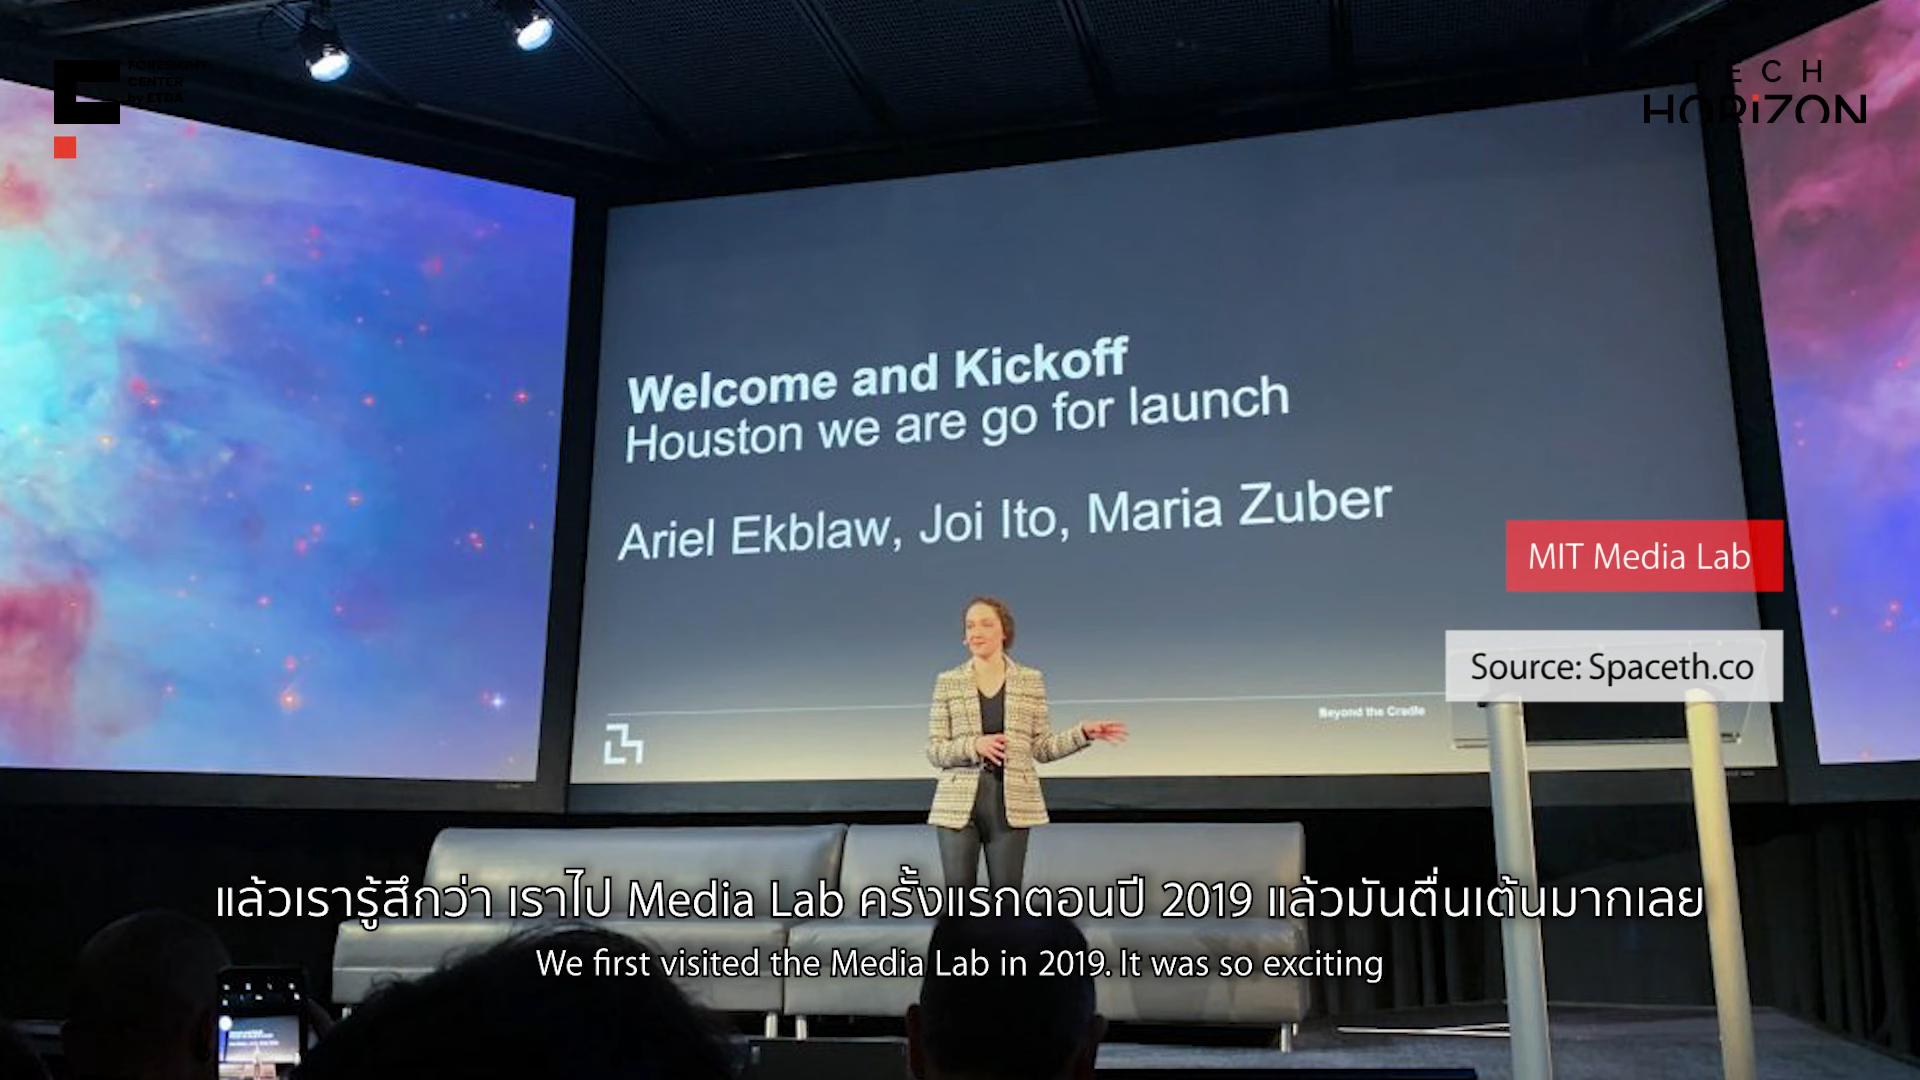 FORESIGHT
CENTER
by ETDA
TECH
HORiZON
Welcome and Kickoff
Houston we are go for launch
Ariel Ekblaw, Joi Ito, Maria Zuber
MIT Media Lab
Source: Spaceth.co
Beyond the Cradle
แล้วเรารู้สึกว่า เราไป Media Lab ครั้งแรกตอนปี 2019 แล้วมันตื่นเต้นมากเลย
We first visited the Media Lab in 2019. It was so exciting